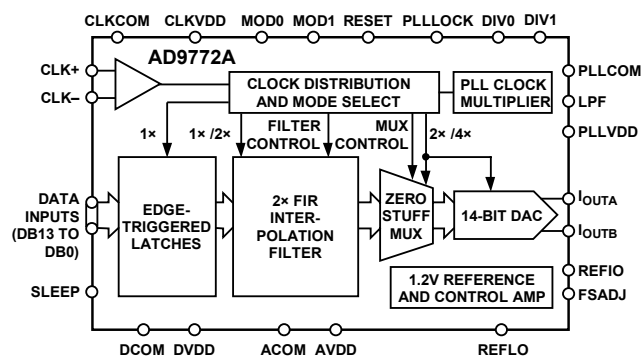 CLKCOM CLKVDD MOD0 MOD1 RESET PLLLOCK DIV0 DIV1
AD9772A
CLK+
CLK–
CLOCK DISTRIBUTION
AND MODE SELECT
PLL CLOCK
MULTIPLIER
PLLCOM
LPF
PLLVDD
1×
1× /2×
FILTER
CONTROL
MUX
CONTROL
2× /4×
DATA
INPUTS
(DB13 TO
DB0)
EDGE-
TRIGGERED
LATCHES
2× FIR
INTER-
POLATION
FILTER
ZERO
STUFF
MUX
14-BIT DAC
IOUTA
IOUTB
SLEEP
1.2V REFERENCE
AND CONTROL AMP
REFIO
FSADJ
DCOM DVDD ACOM AVDD REFLO